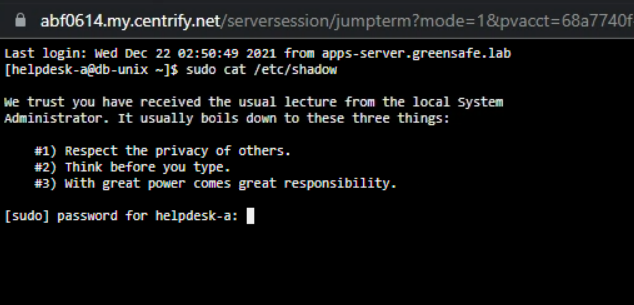 abf0614.my.centrify.net/serversession/jumpterm?mode=1&pvacct=68a7740f
Last login: Wed Dec 22 02:50:49 2021 from apps-server.greensafe.lab
[helpdesk-a@db-unix ~]$ sudo cat /etc/shadow
We trust you have received the usual lecture from the local System
Administrator. It usually boils down to these three things:
#1) Respect the privacy of others.
#2) Think before you type.
#3) With great power comes great responsibility.
[sudo] password for helpdesk-a: